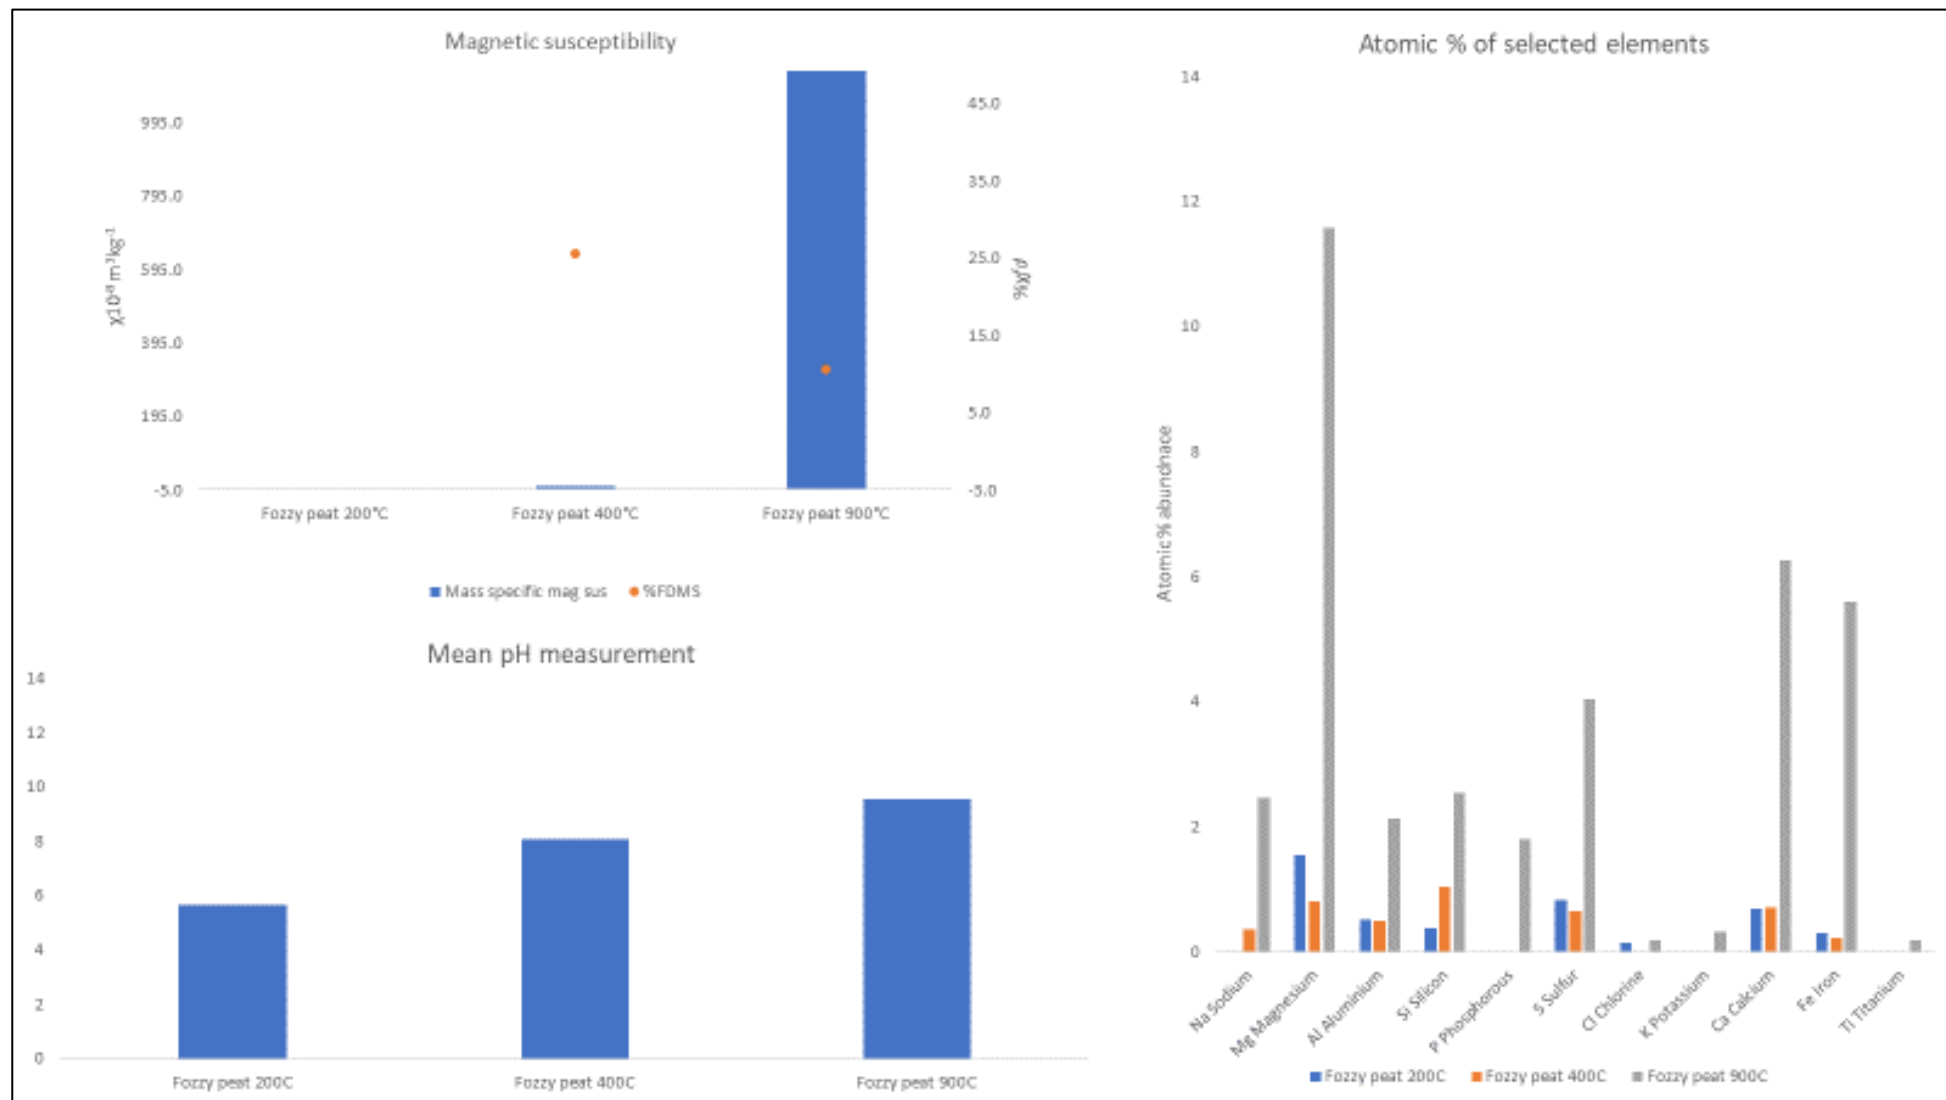 Magnetic susceptibility
995.0
795.0
595.0
395.0
195.0
-5.0
χ10⁻⁸ m³kg⁻¹
45.0
35.0
25.0
15.0
5.0
-5.0
%χfd
Fozzy peat 200°C
Fozzy peat 400°C
Fozzy peat 900°C
Mass specific mag sus
%FDMS
Mean pH measurement
14
12
10
8
6
4
2
0
Fozzy peat 200C
Fozzy peat 400C
Fozzy peat 900C
Atomic % of selected elements
14
12
10
8
6
4
2
0
Atomic % abundnace
Na Sodium
Mg Magnesium
Al Aluminium
Si Silicon
P Phosphorous
S Sulfur
Cl Chlorine
K Potassium
Ca Calcium
Fe Iron
Ti Titanium
Fozzy peat 200C
Fozzy peat 400C
Fozzy peat 900C